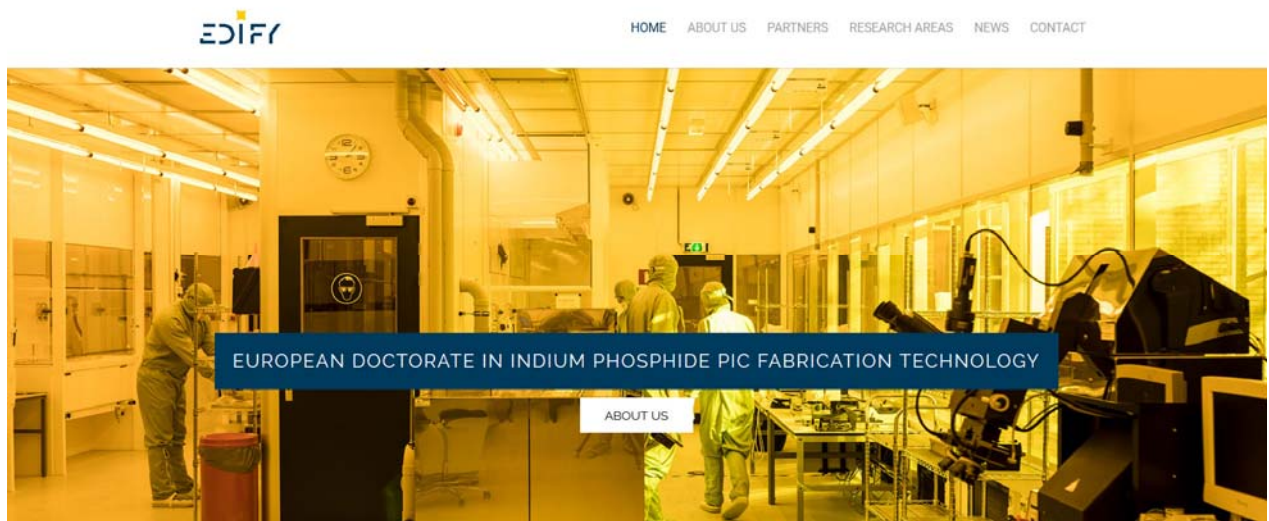 EDIFY
HOME ABOUT US PARTNERS RESEARCH AREAS NEWS CONTACT
EUROPEAN DOCTORATE IN INDIUM PHOSPHIDE PIC FABRICATION TECHNOLOGY
ABOUT US